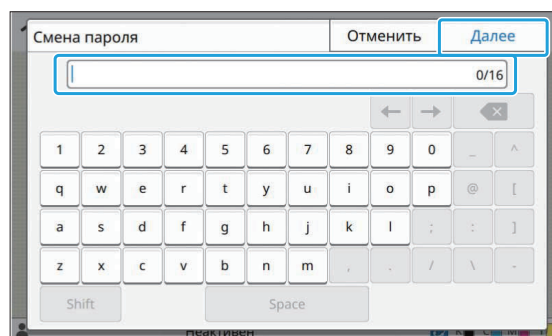 Смена пароля Отменить Далее
0/16
← → ⌫
1 2 3 4 5 6 7 8 9 0 _ ^
q w e r t y u i o p @ [
a s d f g h j k l ; : ]
z x c v b n m , . / \ -
Shift Space
Неактивен